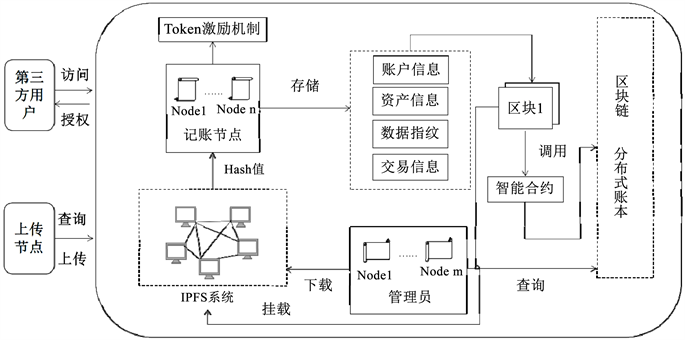 Token激励机制
第三方用户
访问
授权
Node1 ...... Node n
记账节点
存储
账户信息
资产信息
数据指纹
交易信息
区块1
调用
智能合约
区块链 分布式账本
Hash值
上传节点
查询
上传
IPFS系统
下载
挂载
Node1 ...... Node m
管理员
查询